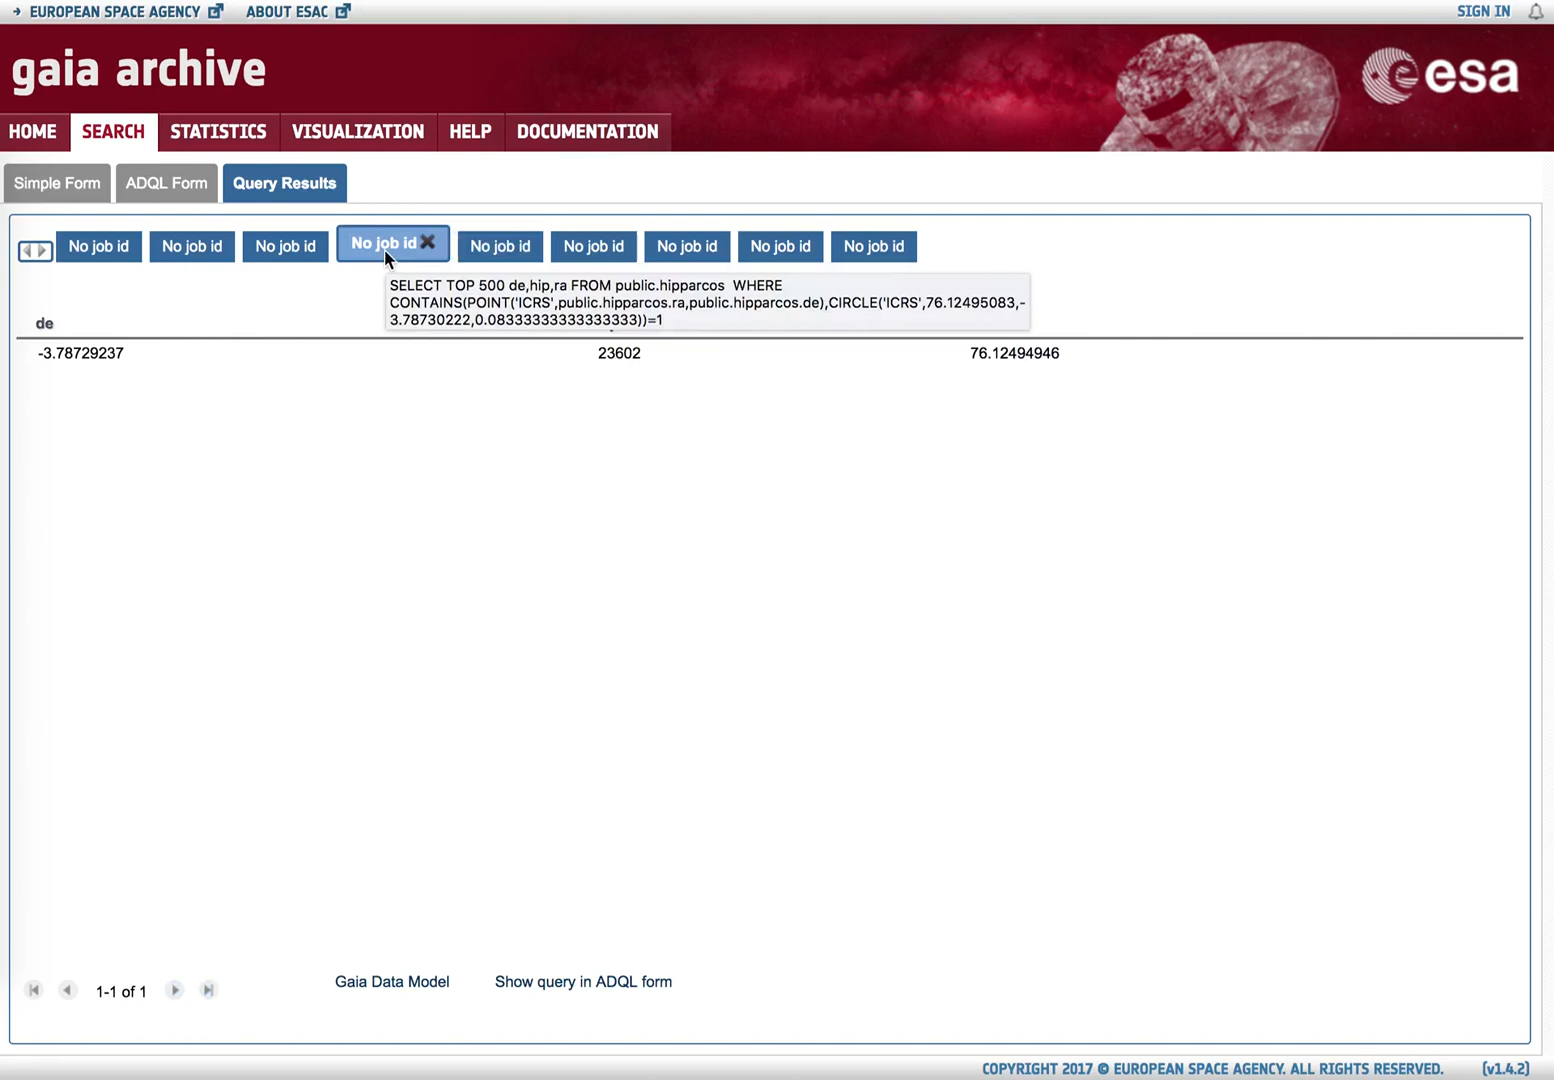 EUROPEAN SPACE AGENCY ABOUT ESAC SIGN IN
gaia archive
esa
HOME SEARCH STATISTICS VISUALIZATION HELP DOCUMENTATION
Simple Form ADQL Form Query Results
No job id No job id No job id No job id No job id No job id No job id No job id No job id
SELECT TOP 500 de,hip,ra FROM public.hipparcos WHERE
CONTAINS(POINT('ICRS',public.hipparcos.ra,public.hipparcos.de),CIRCLE('ICRS',76.12495083,-
3.78730222,0.08333333333333333))=1
de
-3.78729237 23602 76.12494946
1-1 of 1 Gaia Data Model Show query in ADQL form
COPYRIGHT 2017 © EUROPEAN SPACE AGENCY. ALL RIGHTS RESERVED. (v1.4.2)